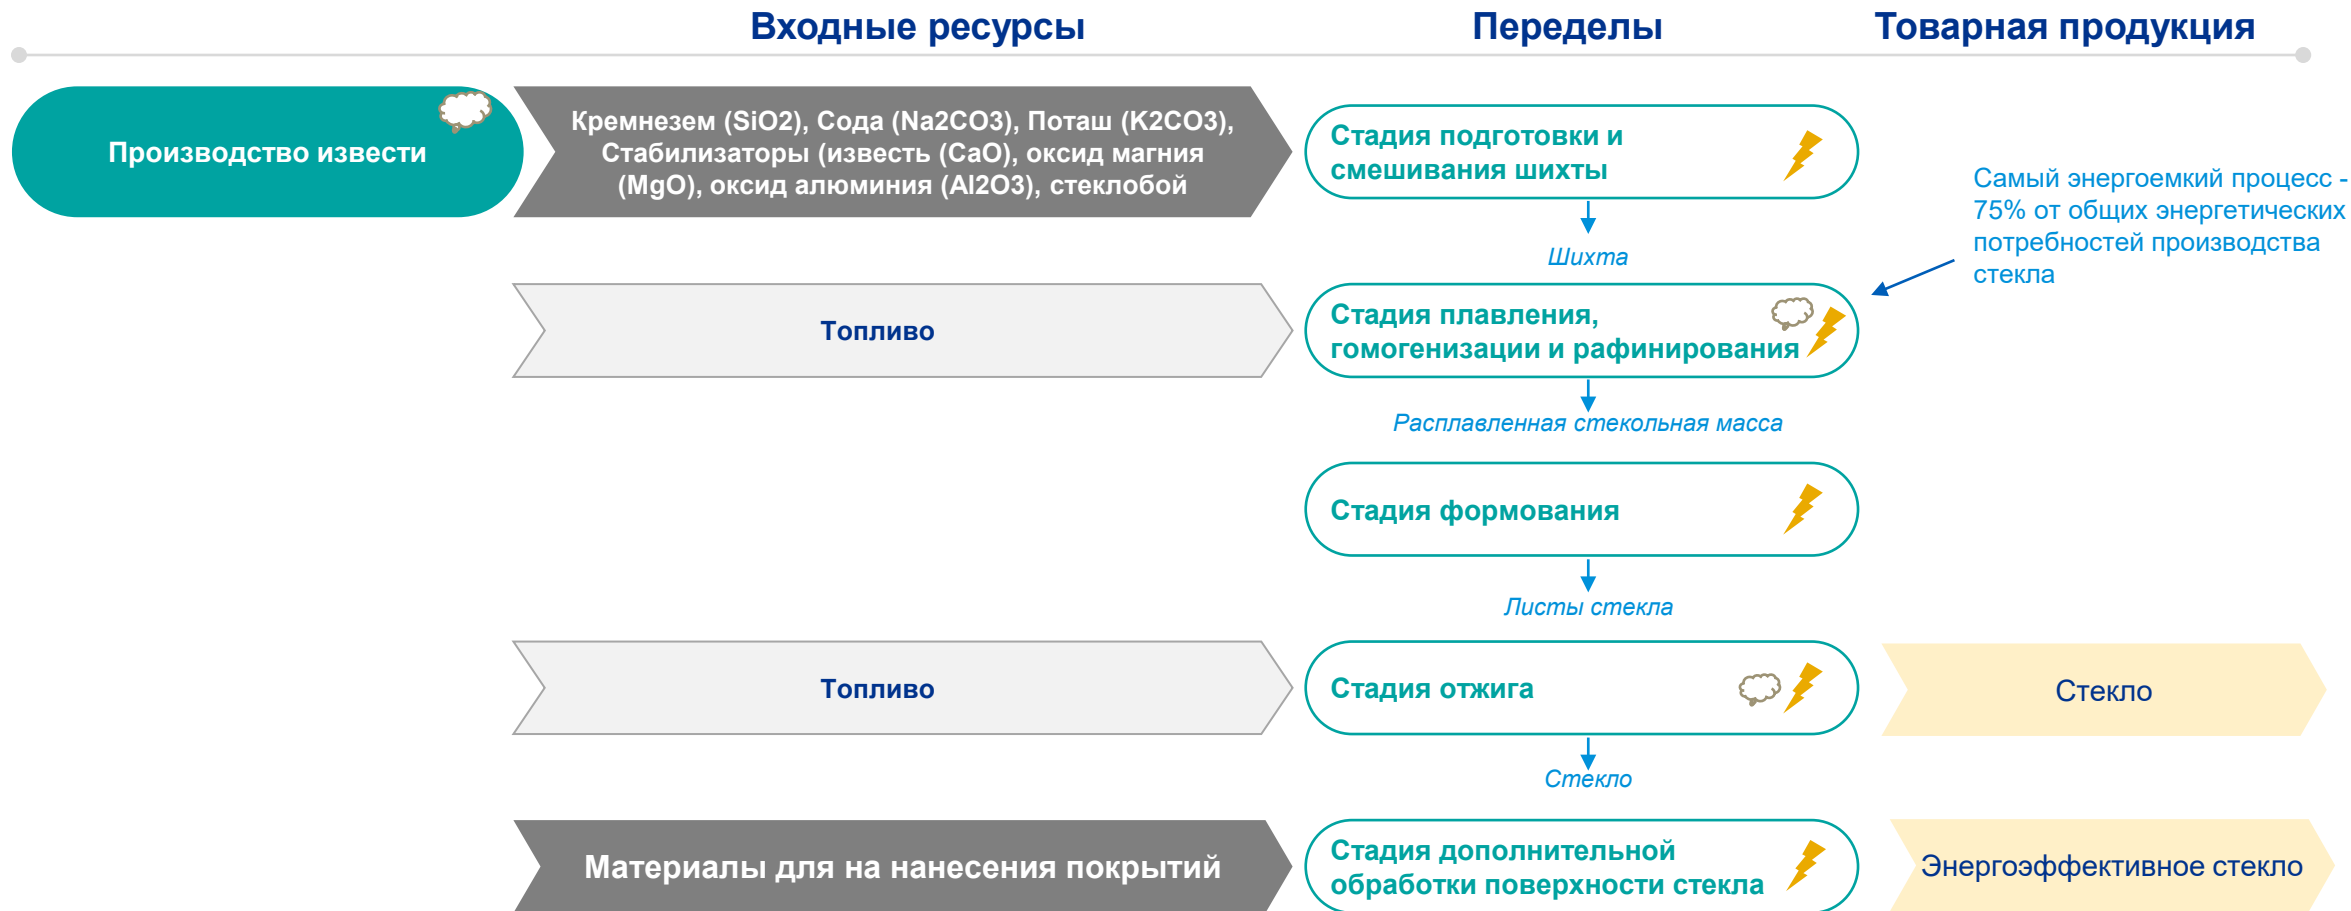 Входные ресурсы
Переделы
Товарная продукция
Производство извести
Кремнезем (SiO2), Сода (Na2CO3), Поташ (K2CO3),
Стабилизаторы (известь (CaO), оксид магния
(MgO), оксид алюминия (Al2O3), стеклобой
Стадия подготовки и
смешивания шихты
Самый энергоемкий процесс -
75% от общих энергетических
потребностей производства
стекла
Шихта
Топливо
Стадия плавления,
гомогенизации и рафинирования
Расплавленная стекольная масса
Стадия формования
Листы стекла
Топливо
Стадия отжига
Стекло
Стекло
Материалы для на нанесения покрытий
Стадия дополнительной
обработки поверхности стекла
Энергоэффективное стекло